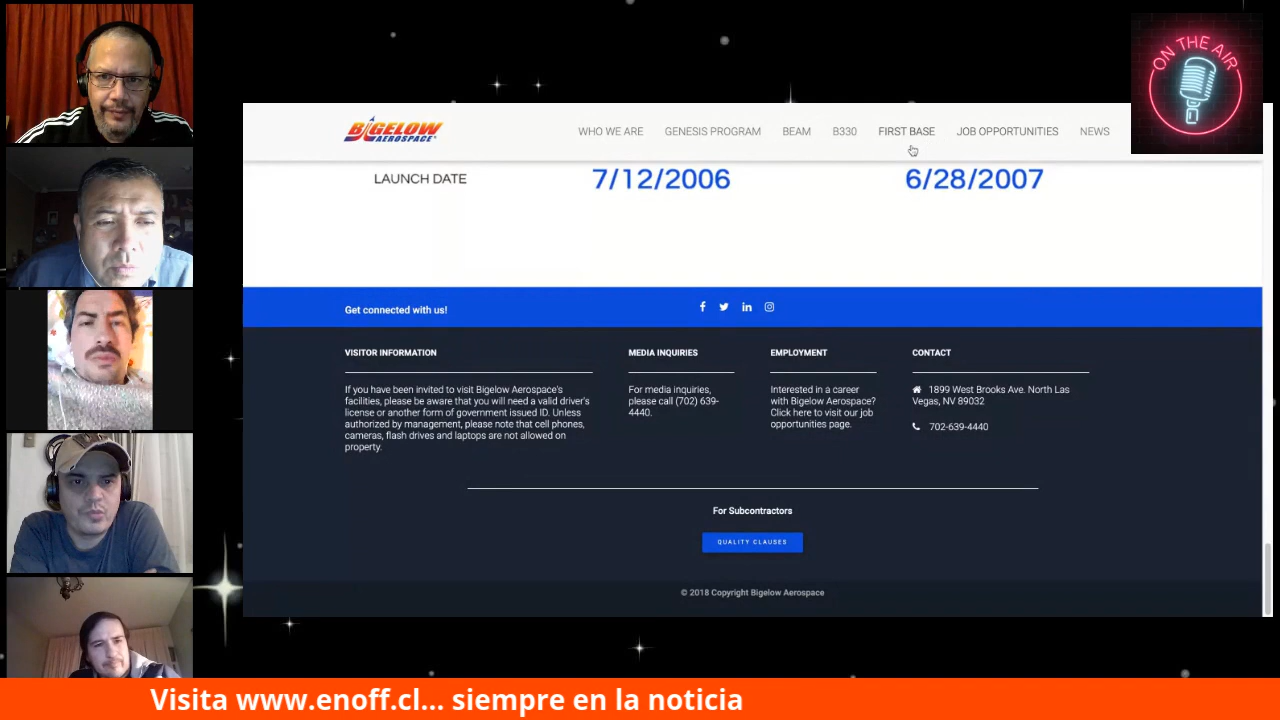 ON THE AIR
BIGELOW
AEROSPACE
WHO WE ARE
GENESIS PROGRAM
BEAM
B330
FIRST BASE
JOB OPPORTUNITIES
NEWS
LAUNCH DATE
7/12/2006
6/28/2007
Get connected with us!
VISITOR INFORMATION
If you have been invited to visit Bigelow Aerospace's
facilities, please be aware that you will need a valid driver's
license or another form of government issued ID. Unless
authorized by management, please note that cell phones,
cameras, flash drives and laptops are not allowed on
property.
MEDIA INQUIRIES
For media inquiries,
please call (702) 639-
4440.
EMPLOYMENT
Interested in a career
with Bigelow Aerospace?
Click here to visit our job
opportunities page.
CONTACT
1899 West Brooks Ave. North Las
Vegas, NV 89032
702-639-4440
For Subcontractors
QUALITY CLAUSES
© 2018 Copyright Bigelow Aerospace
Visita www.enoff.cl... siempre en la noticia